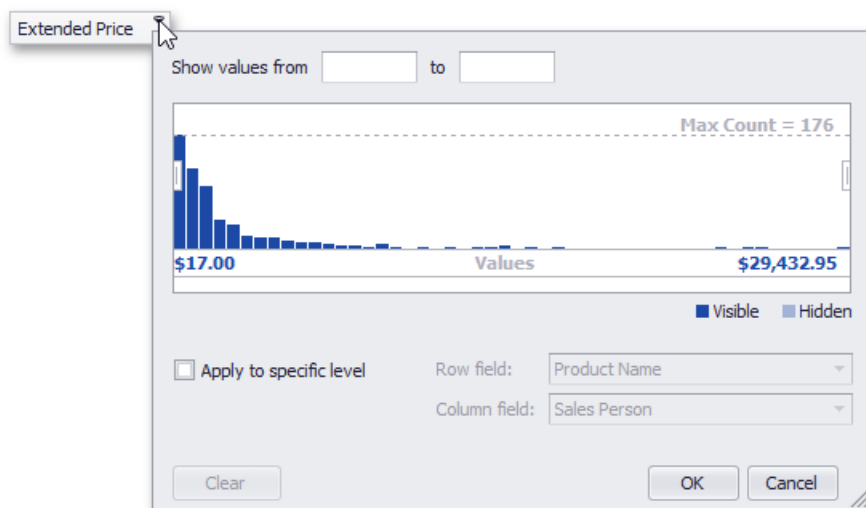 Extended Price
Show values from to
Max Count = 176
$17.00 Values $29,432.95
Visible Hidden
Apply to specific level Row field: Product Name
Column field: Sales Person
Clear OK Cancel